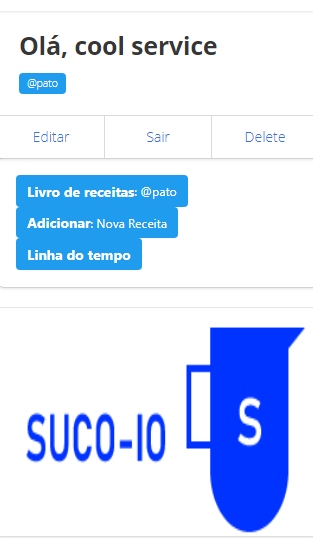 Olá, cool service
@pato
Editar Sair Delete
Livro de receitas: @pato
Adicionar: Nova Receita
Linha do tempo
SUCO-IO S